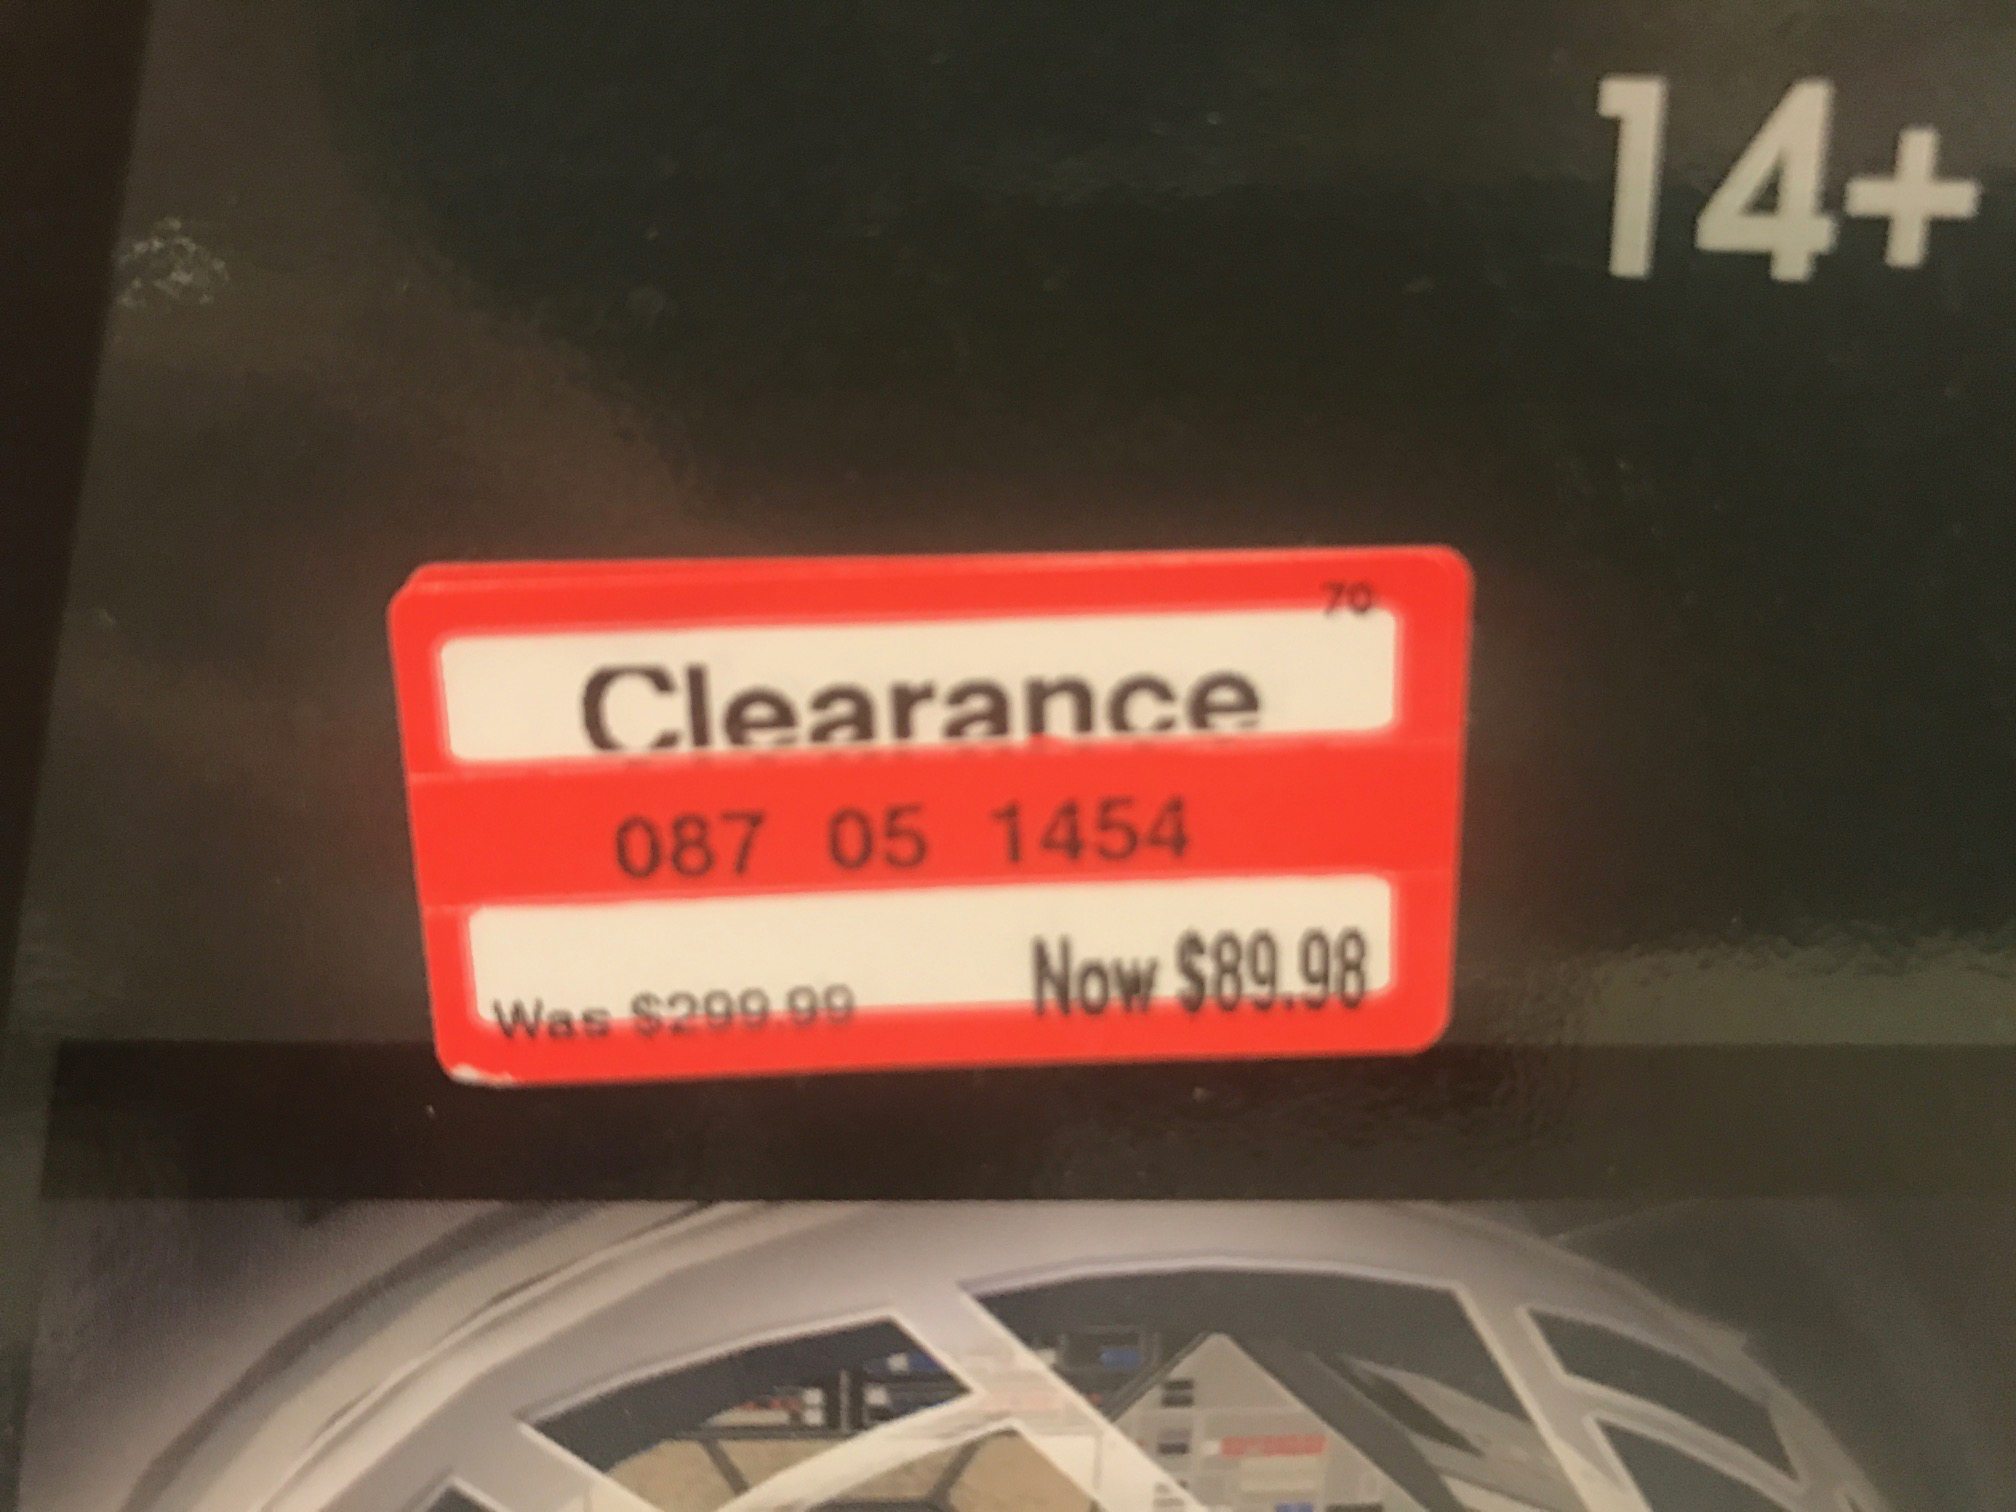 14+
70
Clearance
087 05 1454
Was $299.99 Now $89.98